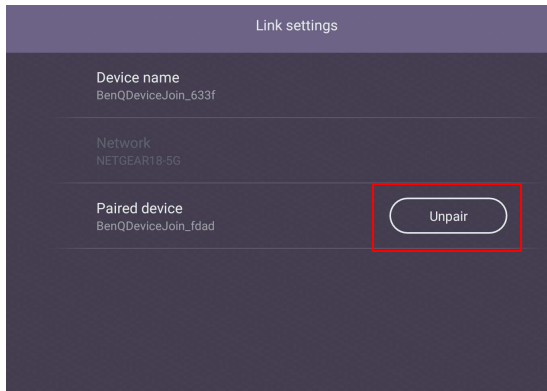 Link settings
Device name
BenQDeviceJoin_633f
Network
NETGEAR18-5G
Paired device
BenQDeviceJoin_fdad
Unpair